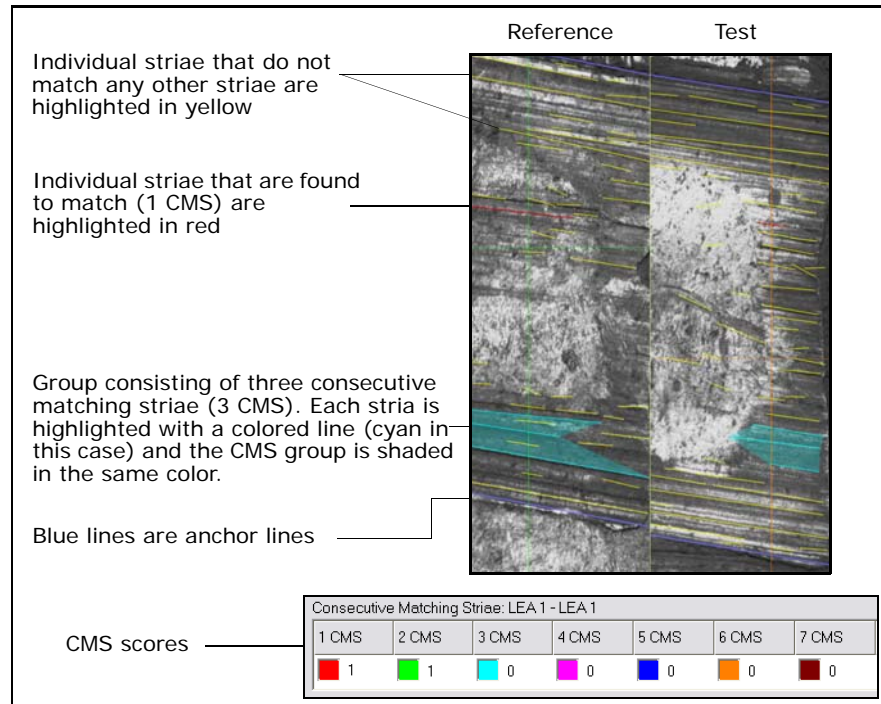 Reference Test
Individual striae that do not
match any other striae are
highlighted in yellow
Individual striae that are found
to match (1 CMS) are
highlighted in red
Group consisting of three consecutive
matching striae (3 CMS). Each stria is
highlighted with a colored line (cyan in
this case) and the CMS group is shaded
in the same color.
Blue lines are anchor lines
CMS scores
Consecutive Matching Striae: LEA 1 - LEA 1
1 CMS 2 CMS 3 CMS 4 CMS 5 CMS 6 CMS 7 CMS
1 1 0 0 0 0 0